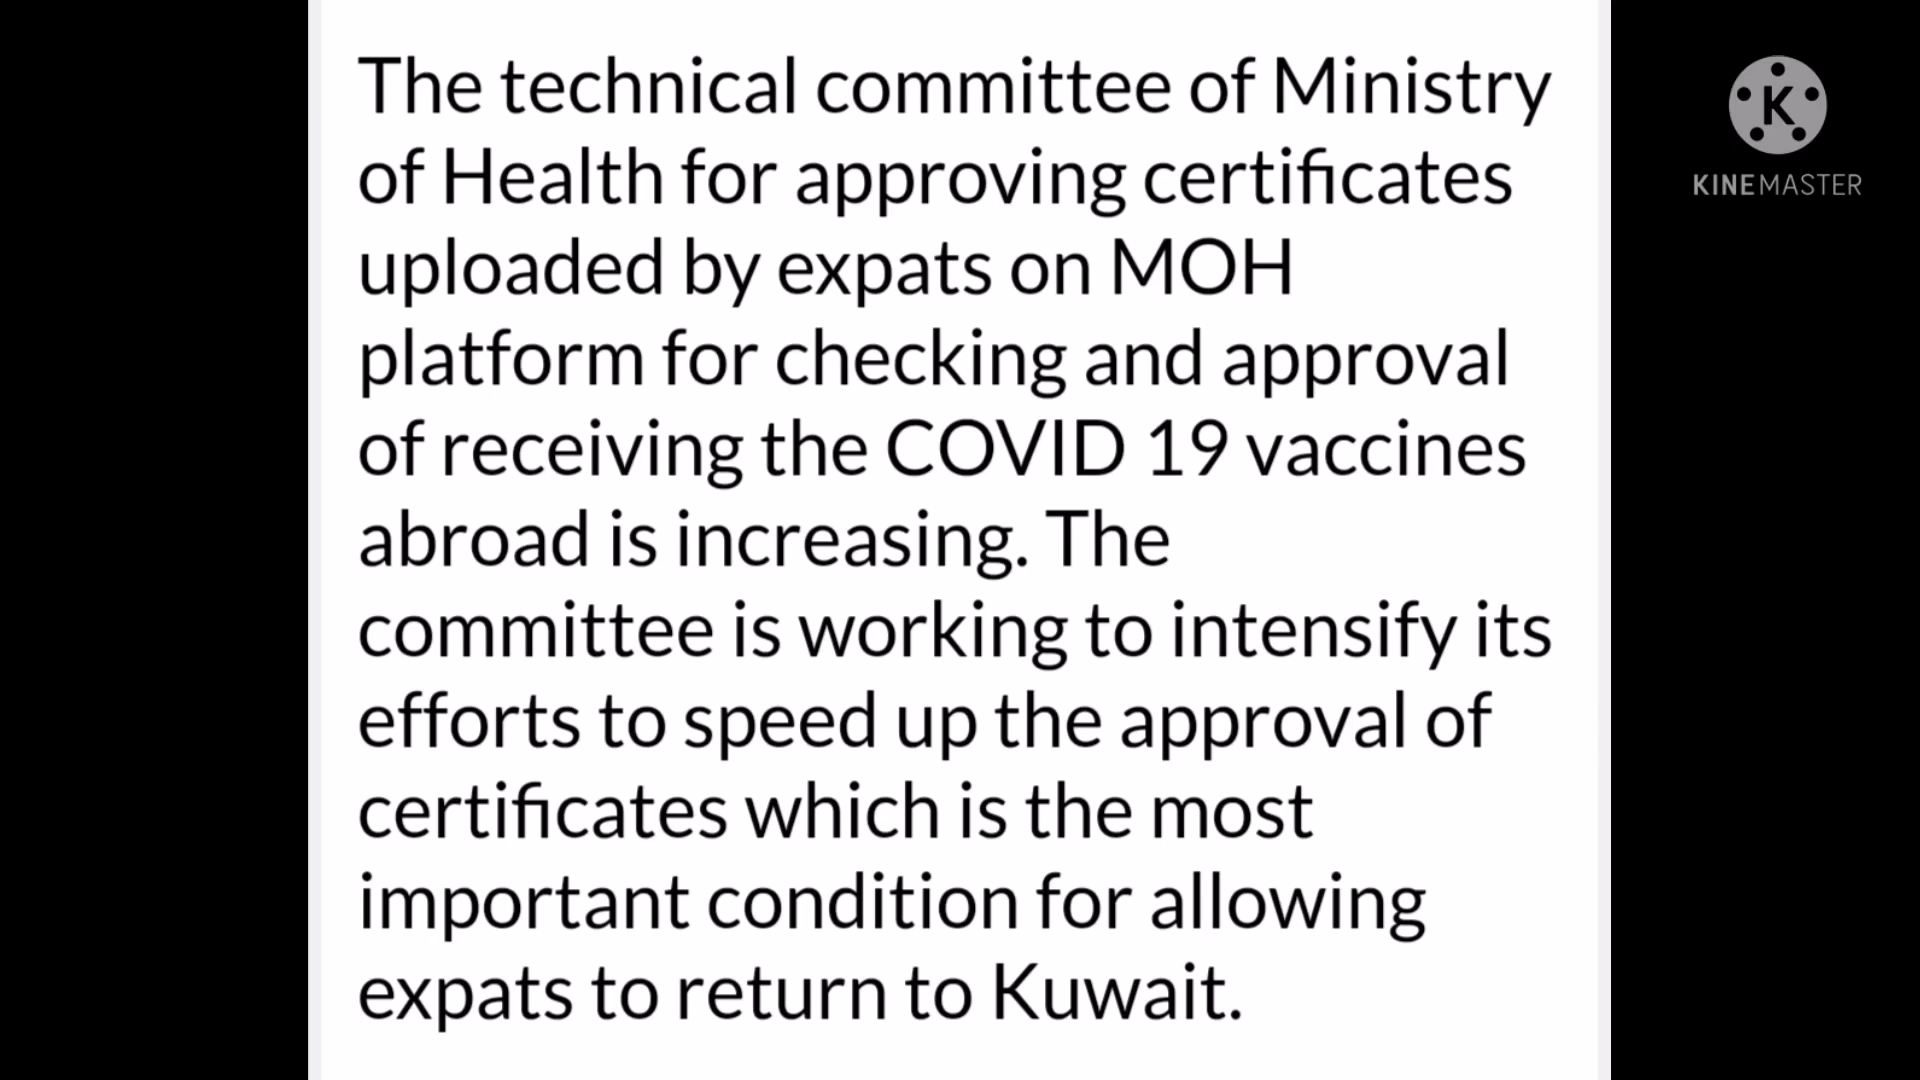 The technical committee of Ministry
of Health for approving certificates
uploaded by expats on MOH
platform for checking and approval
of receiving the COVID 19 vaccines
abroad is increasing. The
committee is working to intensify its
efforts to speed up the approval of
certificates which is the most
important condition for allowing
expats to return to Kuwait.
K
KINEMASTER